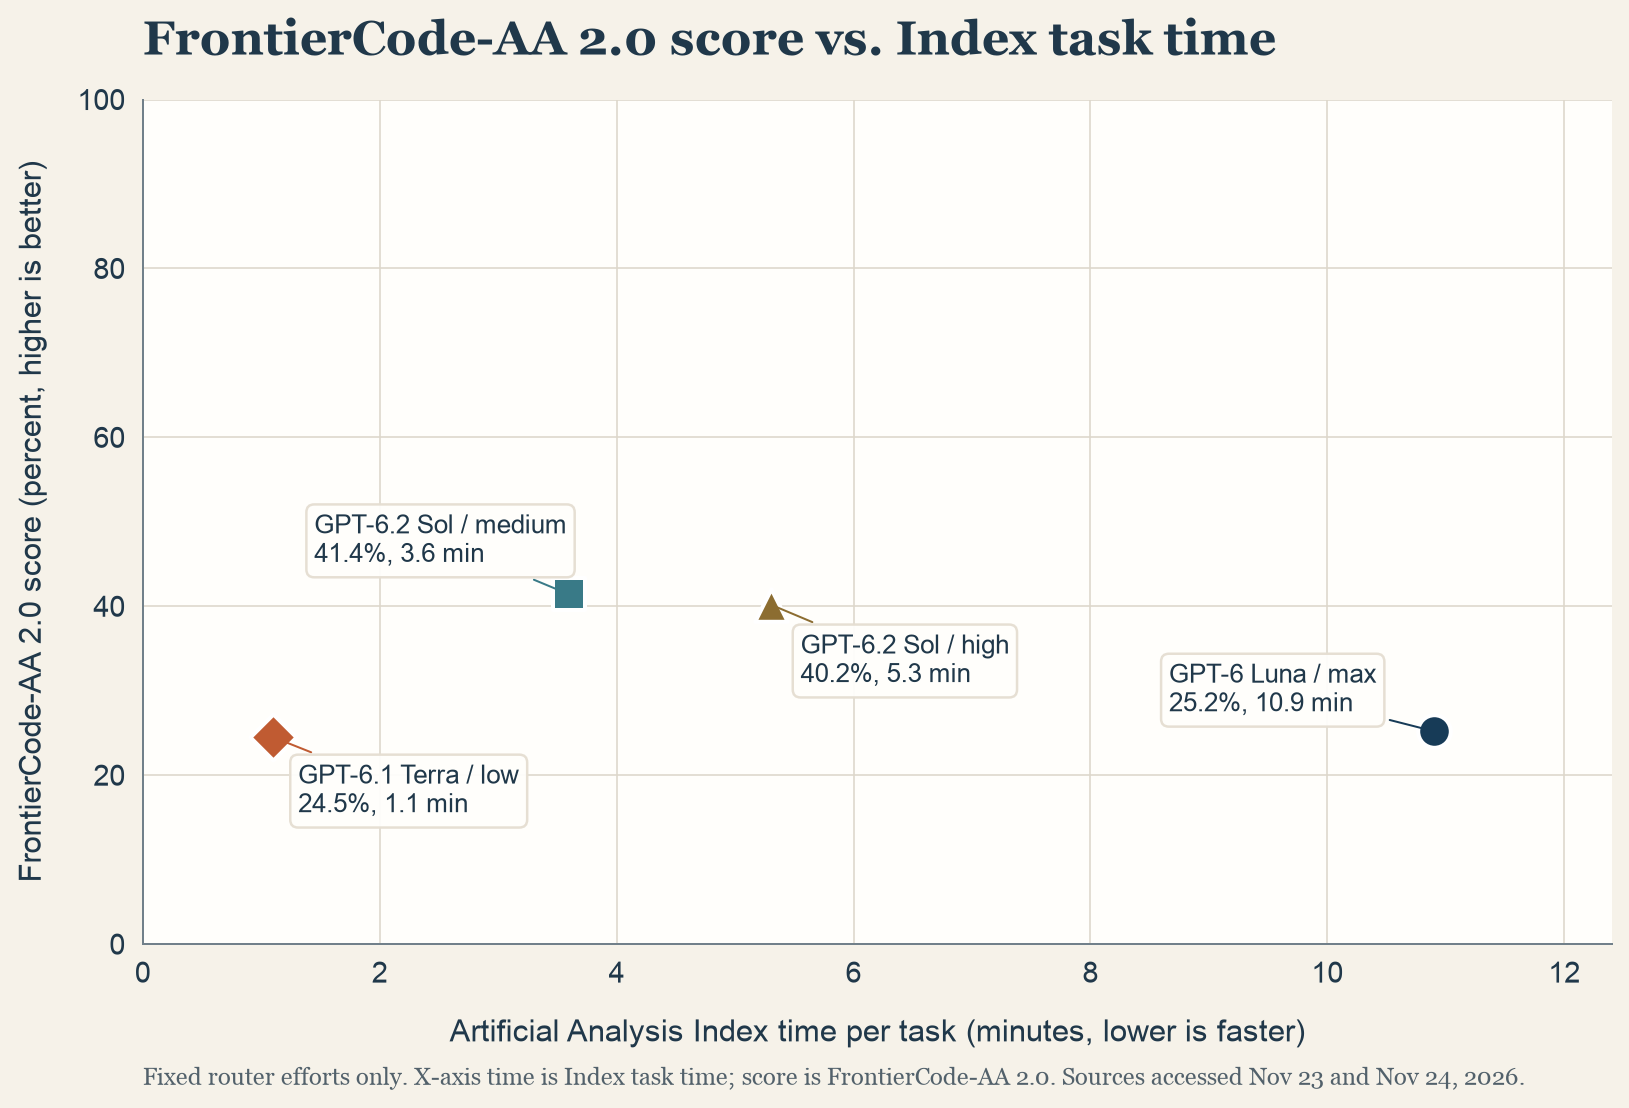 FrontierCode-AA 2.0 score vs. Index task time
FrontierCode-AA 2.0 score (percent, higher is better)
100
80
60
40
20
0
GPT-6.2 Sol / medium
41.4%, 3.6 min
GPT-6.2 Sol / high
40.2%, 5.3 min
GPT-6 Luna / max
25.2%, 10.9 min
GPT-6.1 Terra / low
24.5%, 1.1 min
0
2
4
6
8
10
12
Artificial Analysis Index time per task (minutes, lower is faster)
Fixed router efforts only. X-axis time is Index task time; score is FrontierCode-AA 2.0. Sources accessed Nov 23 and Nov 24, 2026.